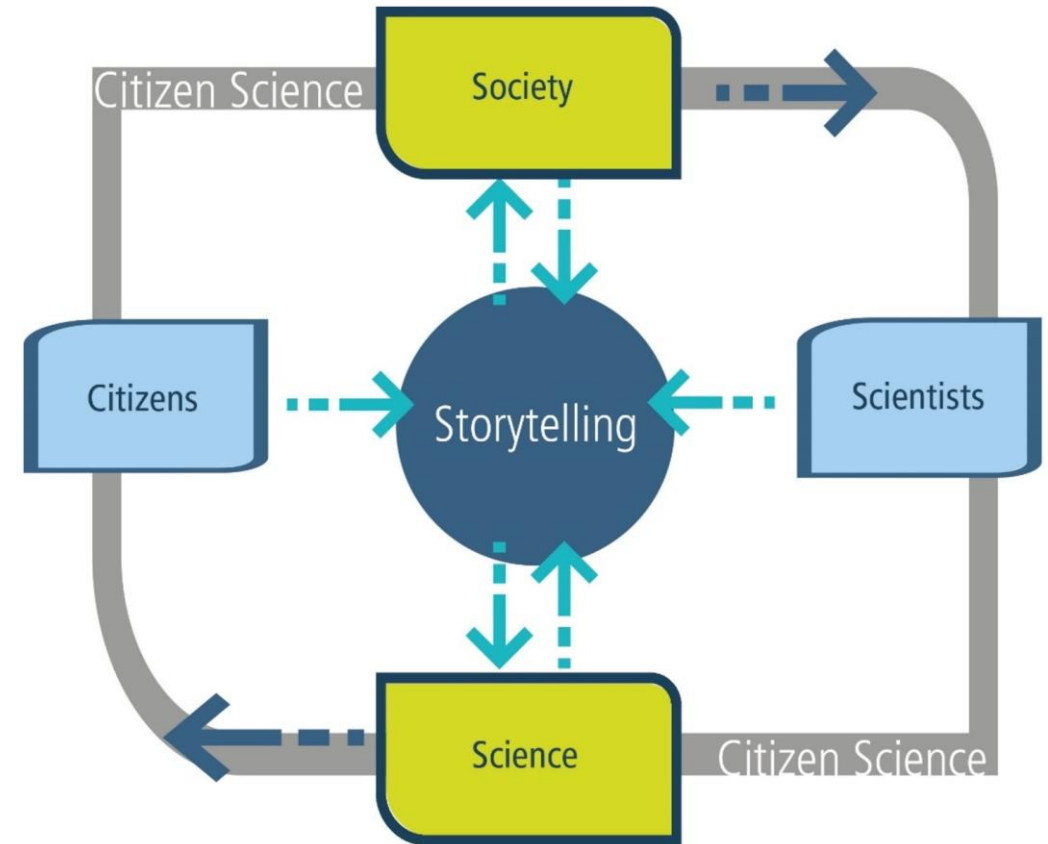 Citizen Science
Society
Citizens
Storytelling
Scientists
Science
Citizen Science